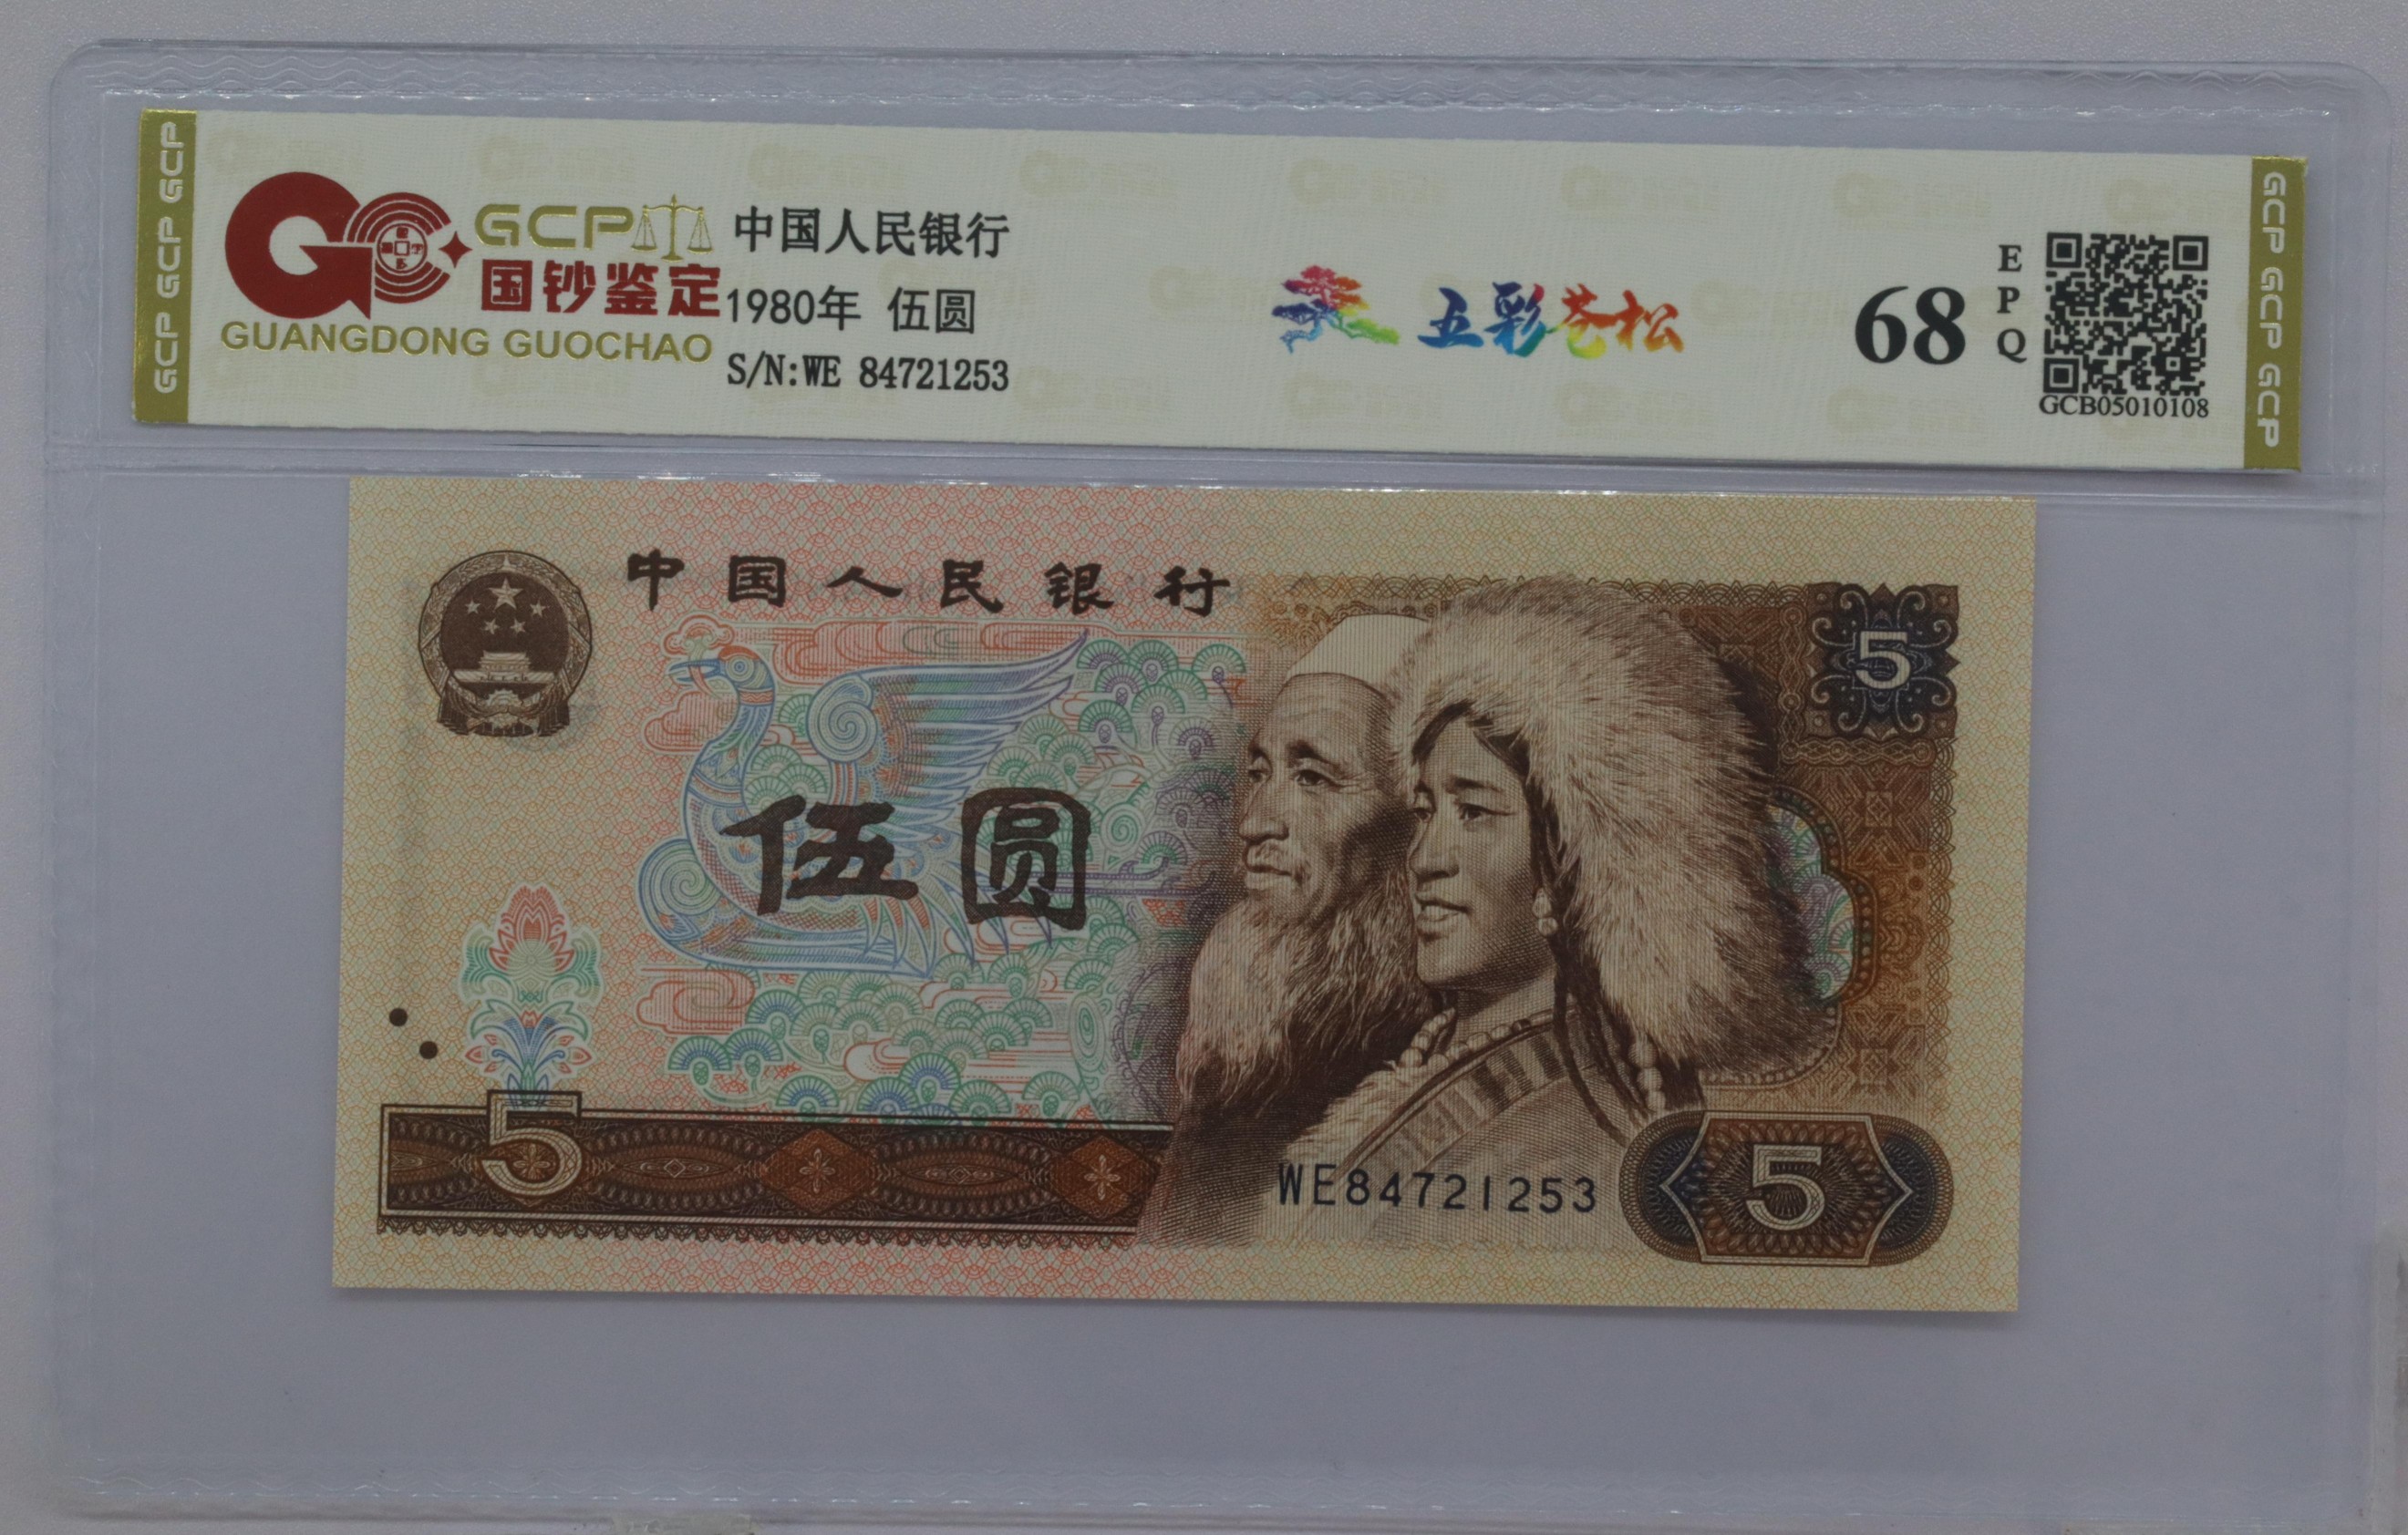 GCP GCP GCP
GCP
国钞鉴定
GUANGDONG GUOCHAO
中国人民银行
1980年 伍圆
S/N:WE 84721253
五彩苍松
68
EPQ
GCB05010108
GCP GCP GCP
中国人民银行
5
伍圆
5
WE84721253
5